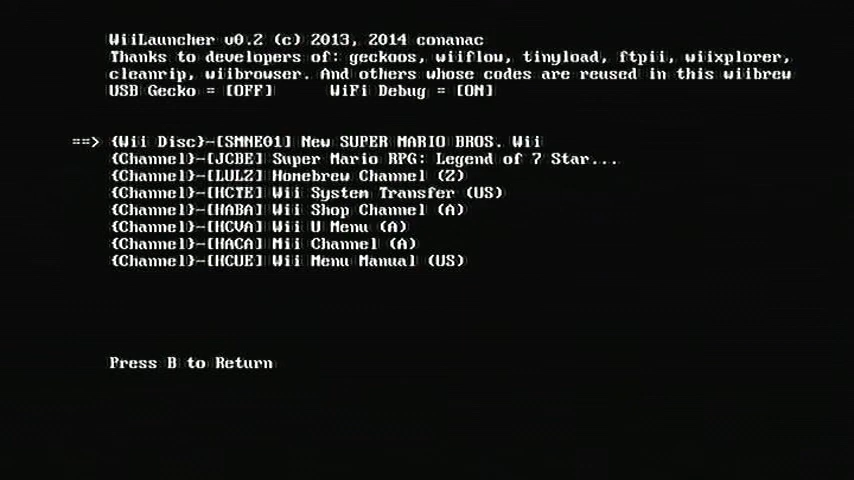 WiiLauncher v0.2 (c) 2013, 2014 conanac
Thanks to developers of: geckoos, wiiflow, tinyload, ftpii, wiixplorer,
cleanrip, wiibrowser. And others whose codes are reused in this wiibrew
USB Gecko = [OFF] WiFi Debug = [ON]
==> {Wii Disc}-[SMNE01] New SUPER MARIO BROS. Wii
{Channel}-[JCBE] Super Mario RPG: Legend of 7 Star...
{Channel}-[LULZ] Homebrew Channel (Z)
{Channel}-[HCTE] Wii System Transfer (US)
{Channel}-[HABA] Wii Shop Channel (A)
{Channel}-[HCVA] Wii U Menu (A)
{Channel}-[HACA] Mii Channel (A)
{Channel}-[HCUE] Wii Menu Manual (US)
Press B to Return